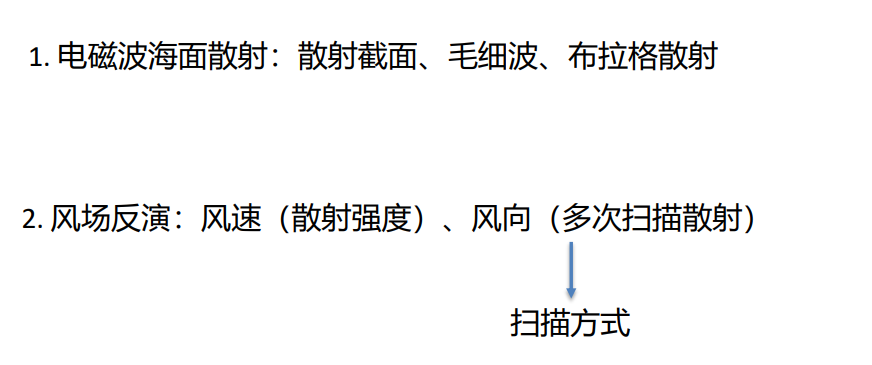 1. 电磁波海面散射：散射截面、毛细波、布拉格散射
2. 风场反演：风速（散射强度）、风向（多次扫描散射）
扫描方式